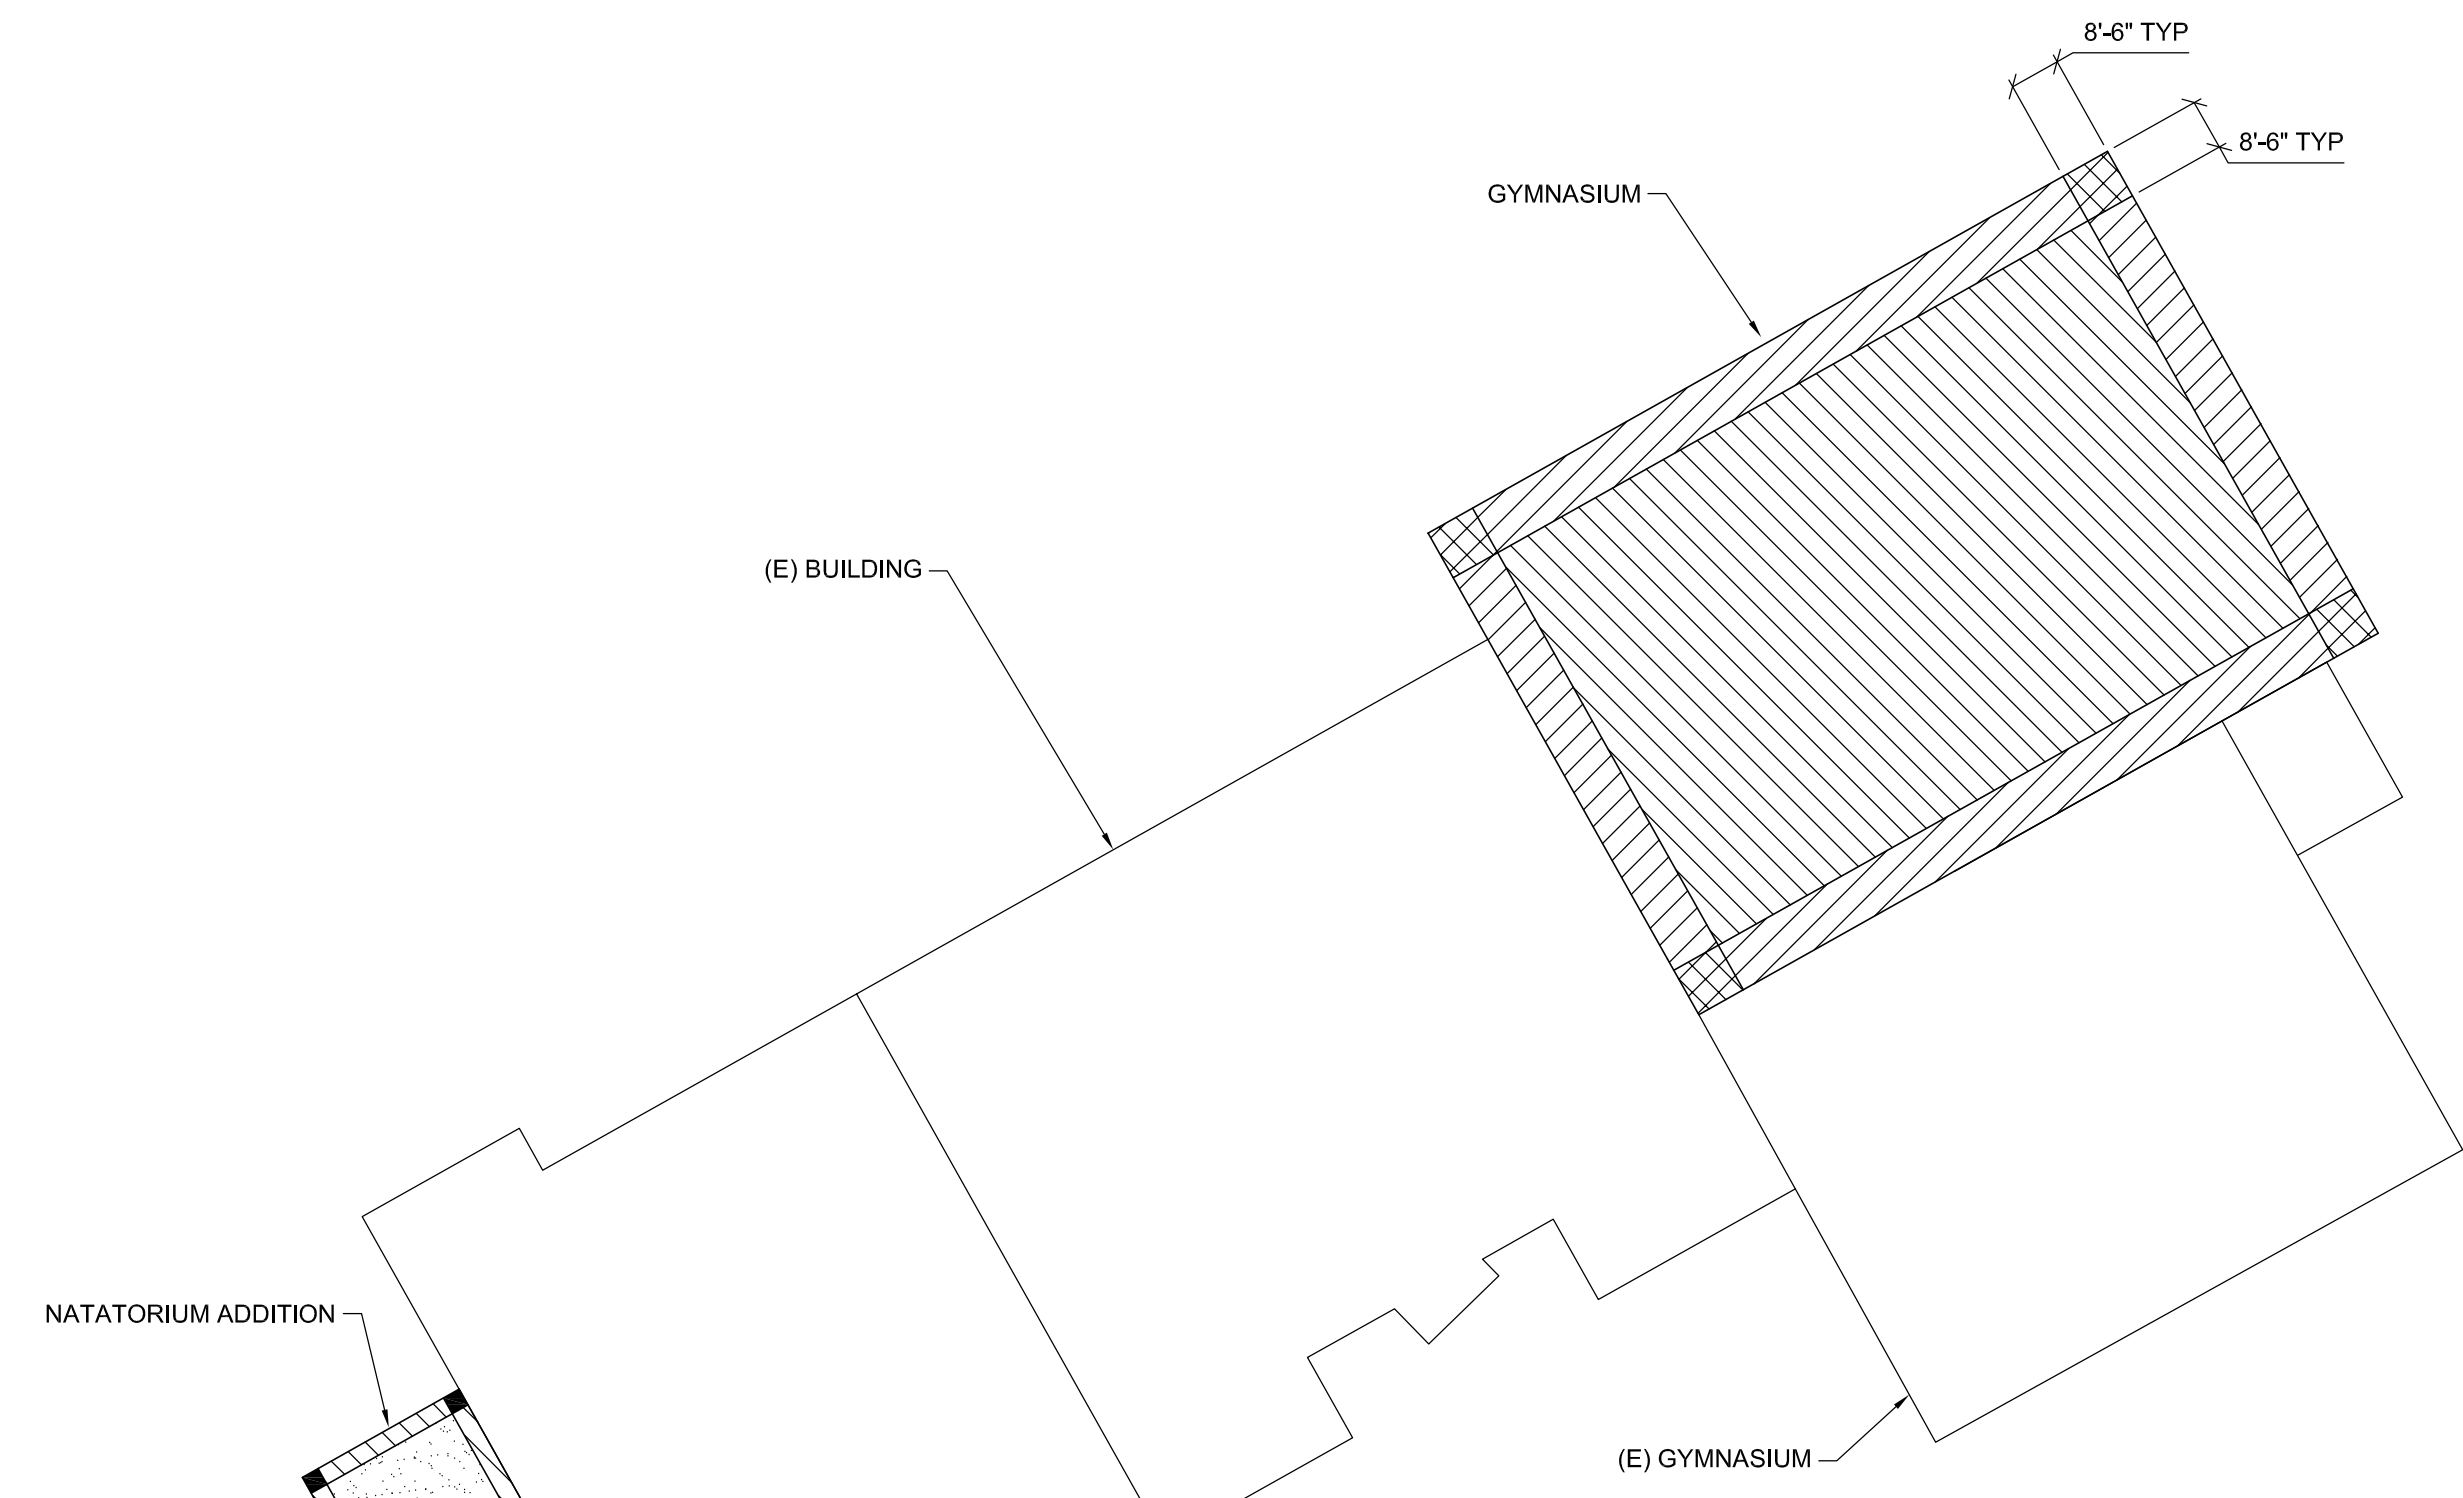 8'-6" TYP
8'-6" TYP
GYMNASIUM
(E) BUILDING
NATATORIUM ADDITION
(E) GYMNASIUM